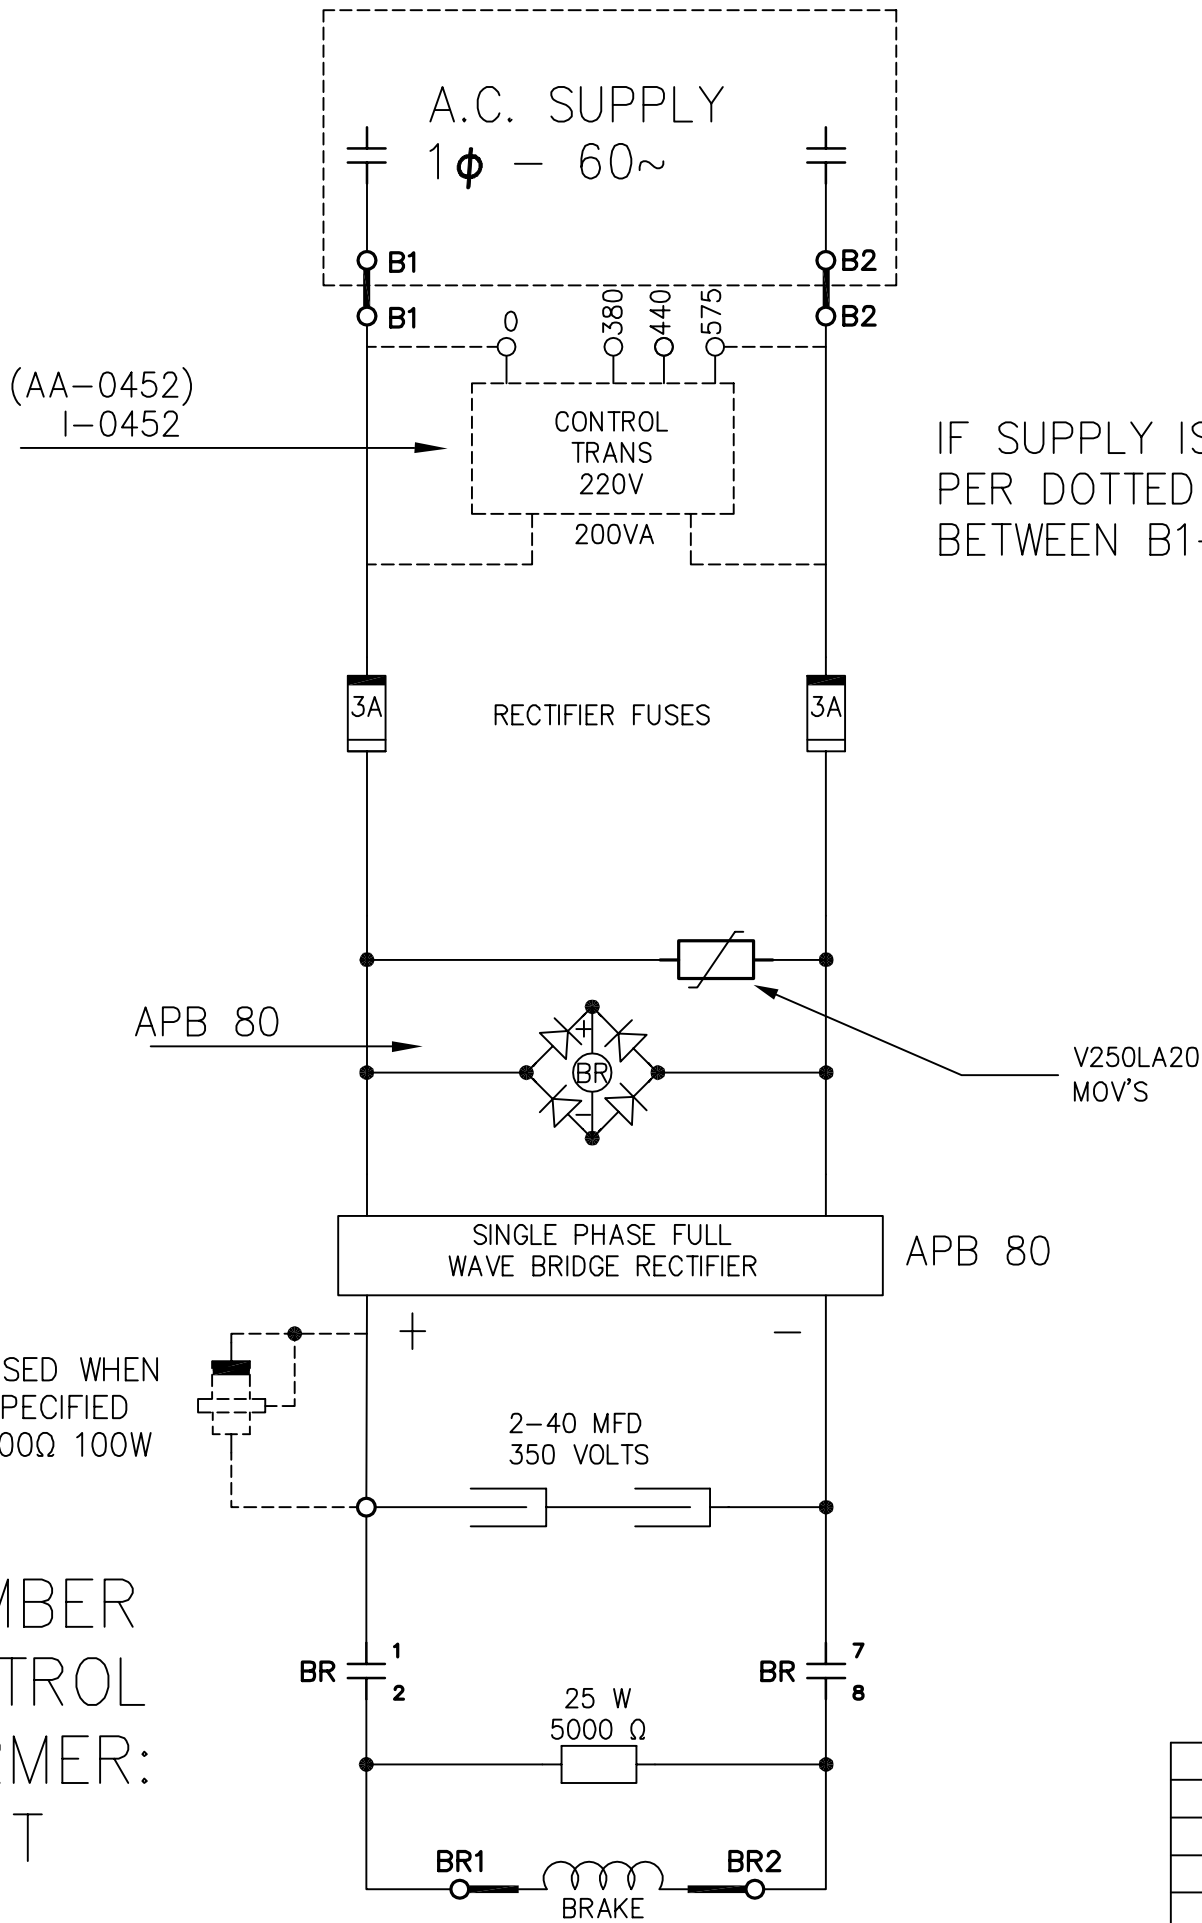 A.C. SUPPLY
1ϕ - 60~
B1
B2
B1
B2
0
380
440
575
(AA-0452)
I-0452
CONTROL
TRANS
220V
200VA
IF SUPPLY IS
PER DOTTED
BETWEEN B1-
3A
RECTIFIER FUSES
3A
APB 80
+
BR
-
V250LA20
MOV'S
SINGLE PHASE FULL
WAVE BRIDGE RECTIFIER
APB 80
+
-
SED WHEN
PECIFIED
00Ω 100W
2-40 MFD
350 VOLTS
MBER
TROL
RMER:
T
BR
1
2
BR
7
8
25 W
5000 Ω
BR1
BR2
BRAKE